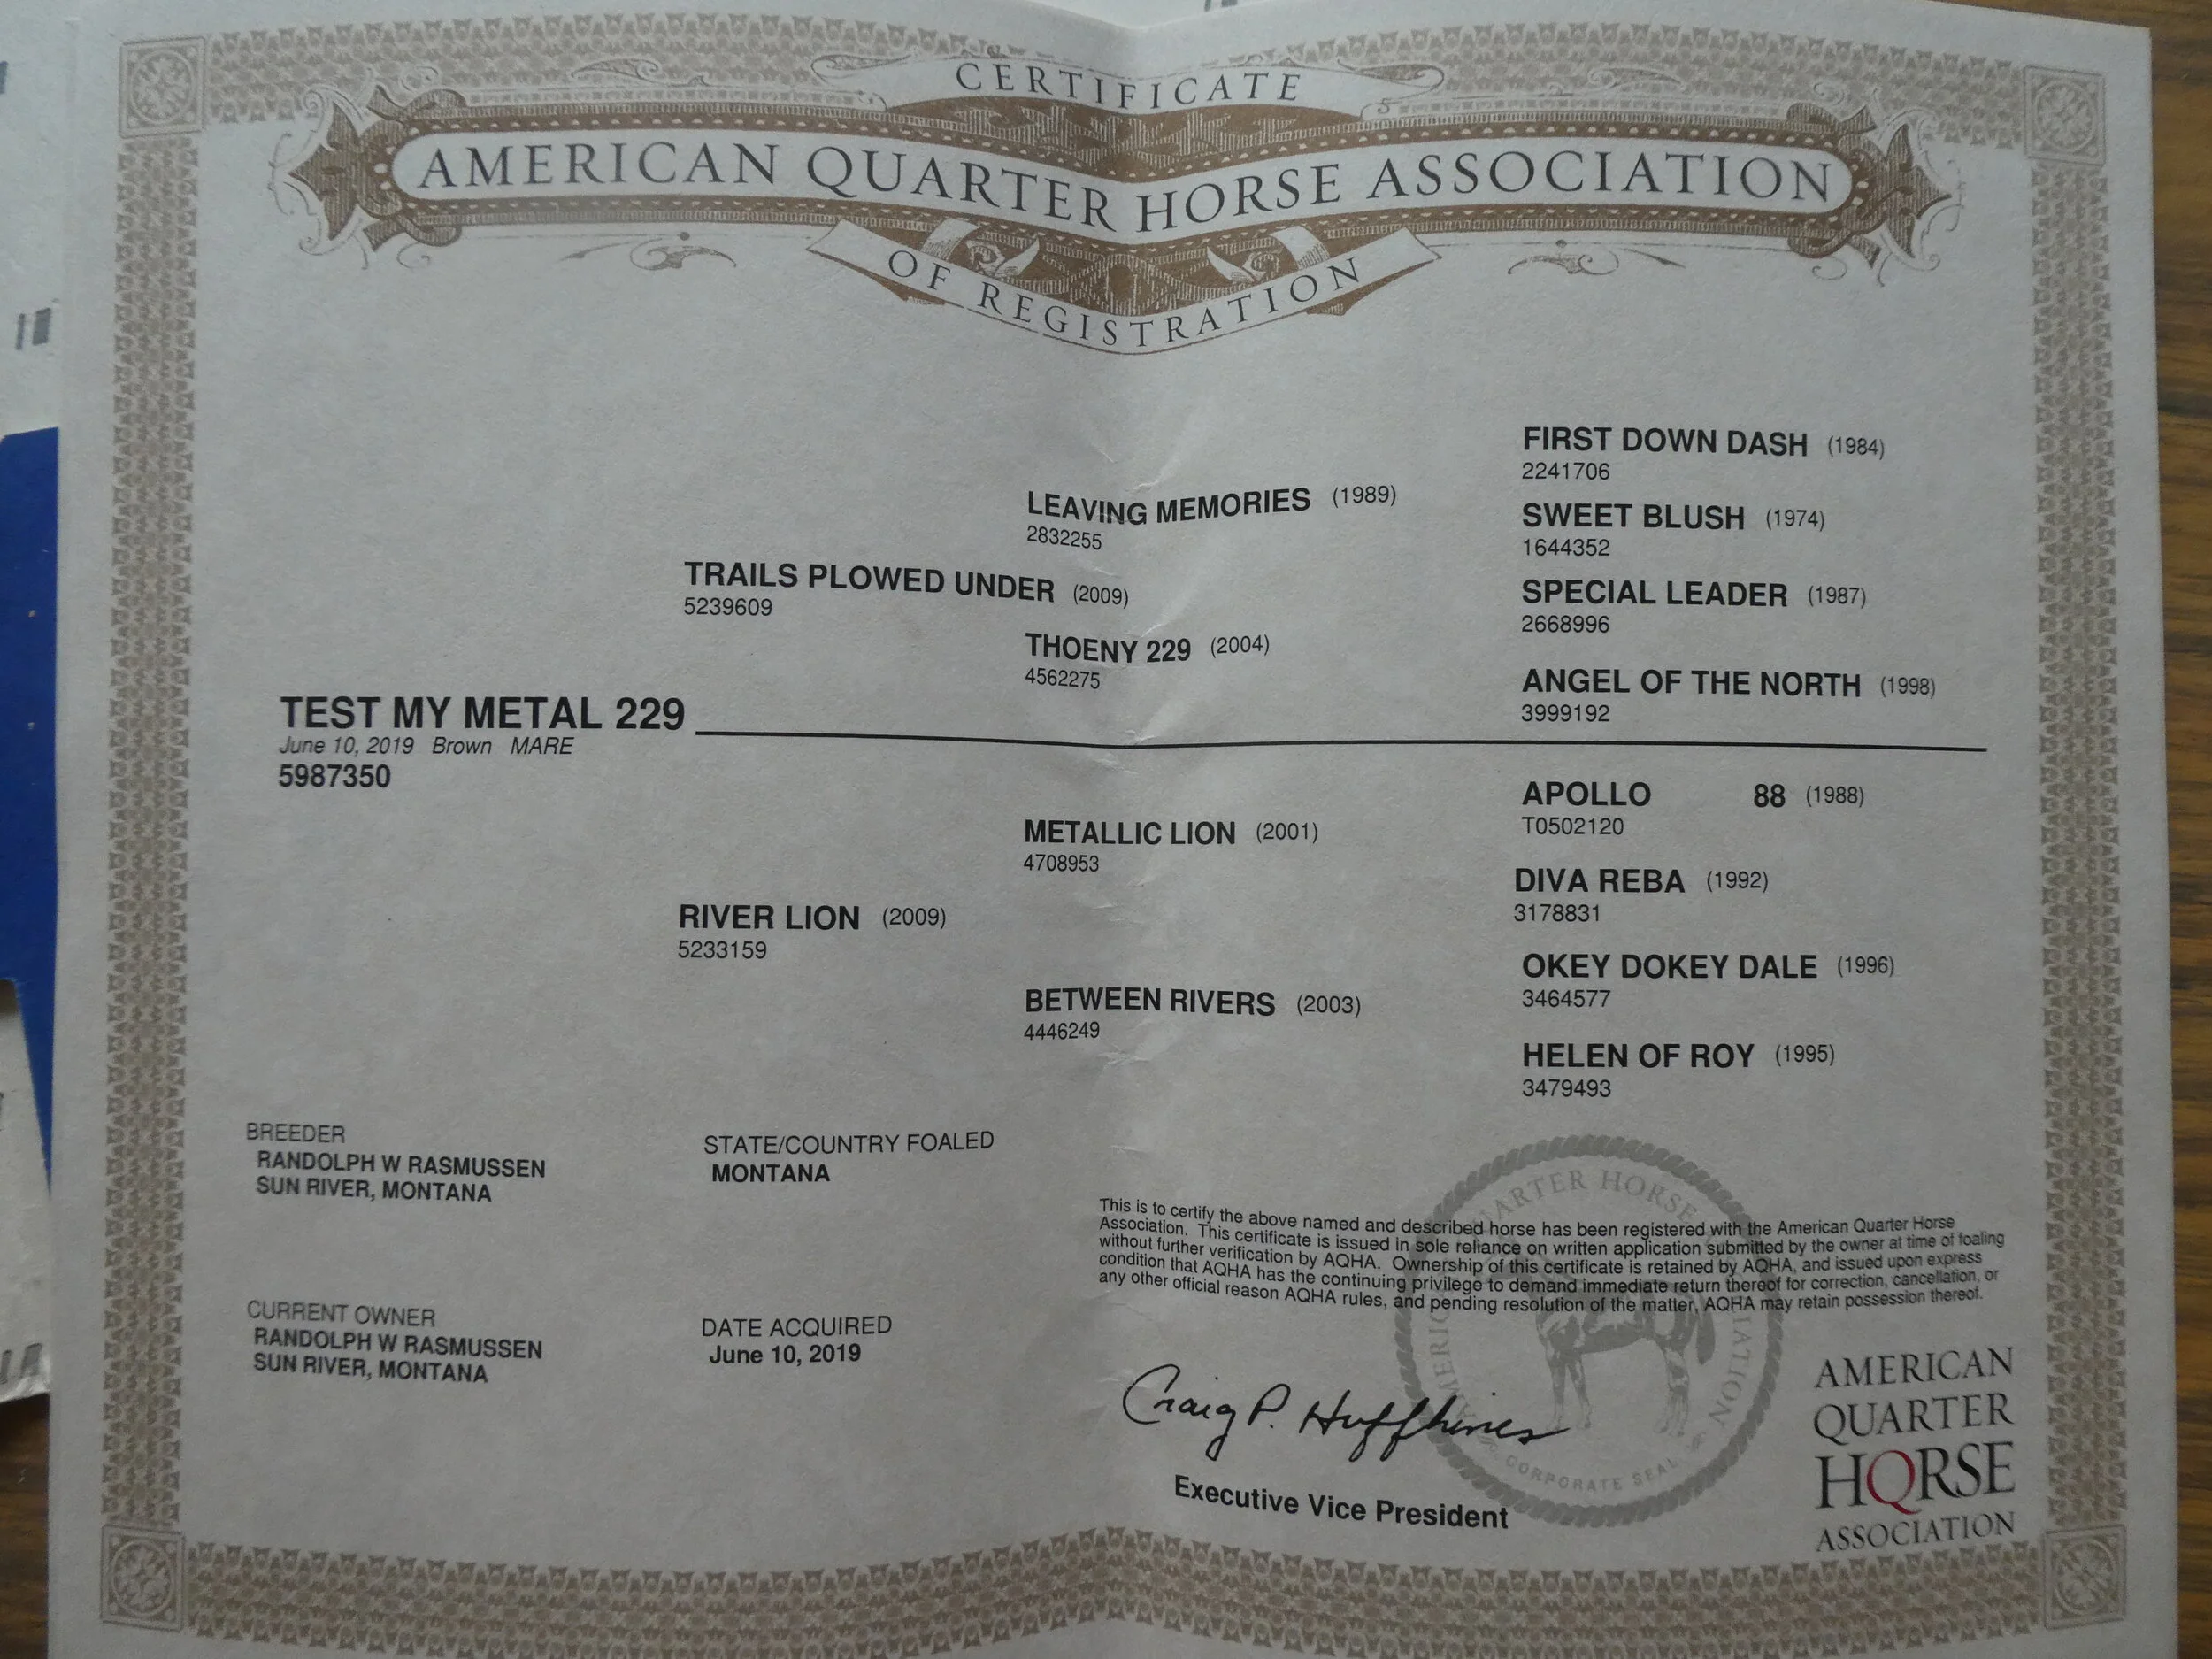 CERTIFICATE
AMERICAN QUARTER HORSE ASSOCIATION
OF REGISTRATION
FIRST DOWN DASH (1984)
2241706
LEAVING MEMORIES (1989)
2832255
SWEET BLUSH (1974)
1644352
TRAILS PLOWED UNDER (2009)
5239609
SPECIAL LEADER (1987)
2668996
THOENY 229 (2004)
4562275
ANGEL OF THE NORTH (1998)
3999192
TEST MY METAL 229
June 10, 2019 Brown MARE
5987350
APOLLO 88 (1988)
T0502120
METALLIC LION (2001)
4708953
DIVA REBA (1992)
3178831
RIVER LION (2009)
5233159
OKEY DOKEY DALE (1996)
3464577
BETWEEN RIVERS (2003)
4446249
HELEN OF ROY (1995)
3479493
BREEDER
RANDOLPH W RASMUSSEN
SUN RIVER, MONTANA
STATE/COUNTRY FOALED
MONTANA
This is to certify the above named and described horse has been registered with the American Quarter Horse
Association. This certificate is issued in sole reliance on written application submitted by the owner at time of foaling
without further verification by AQHA. Ownership of this certificate is retained by AQHA, and issued upon express
condition that AQHA has the continuing privilege to demand immediate return thereof for correction, cancellation, or
any other official reason AQHA rules, and pending resolution of the matter, AQHA may retain possession thereof.
CURRENT OWNER
RANDOLPH W RASMUSSEN
SUN RIVER, MONTANA
DATE ACQUIRED
June 10, 2019
Craig P. Huffhines
Executive Vice President
CORPORATE SEAL
AMERICAN
QUARTER
HORSE
ASSOCIATION